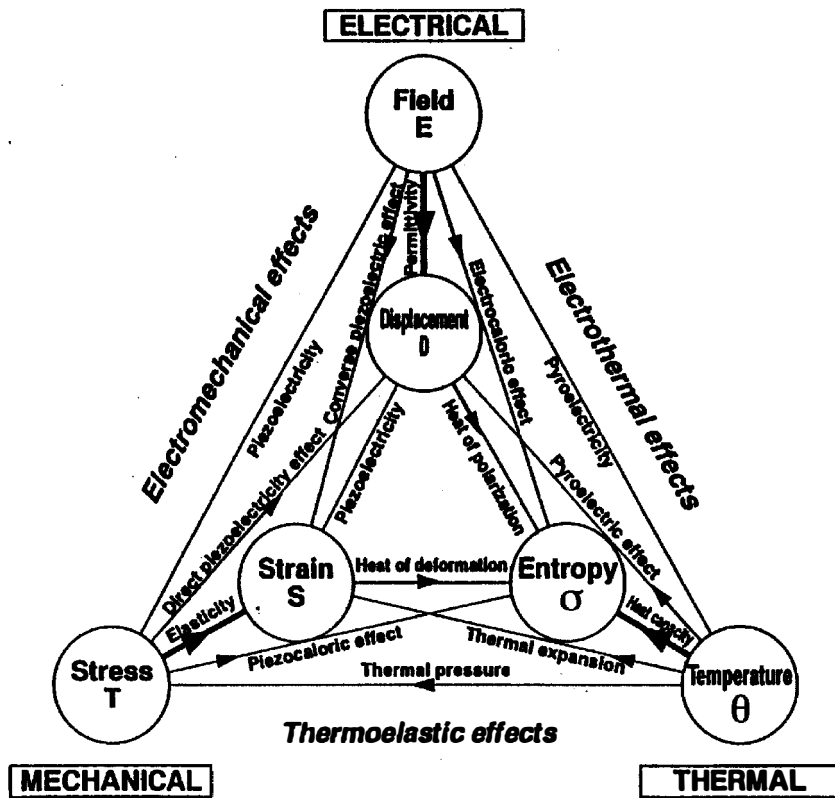 ELECTRICAL
Field
E
Electromechanical effects
Piezoelectricity
Converse piezoelectric effect
Permittivity
Electrocaloric effect
Pyroelectricity
Electrothermal effects
Displacement
D
Direct piezoelectricity effect
Piezoelectricity
Heat of polarization
Pyroelectric effect
Strain
S
Heat of deformation
Entropy
σ
Elasticity
Heat capacity
Piezocaloric effect
Thermal expansion
Stress
T
Thermal pressure
Temperature
θ
Thermoelastic effects
MECHANICAL
THERMAL